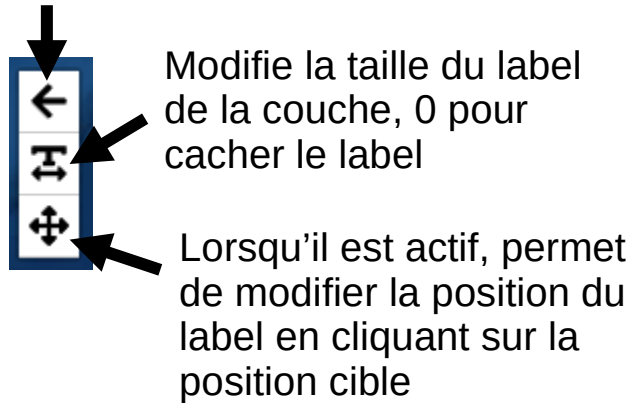 Modifie la taille du label
de la couche, 0 pour
cacher le label
Lorsqu'il est actif, permet
de modifier la position du
label en cliquant sur la
position cible